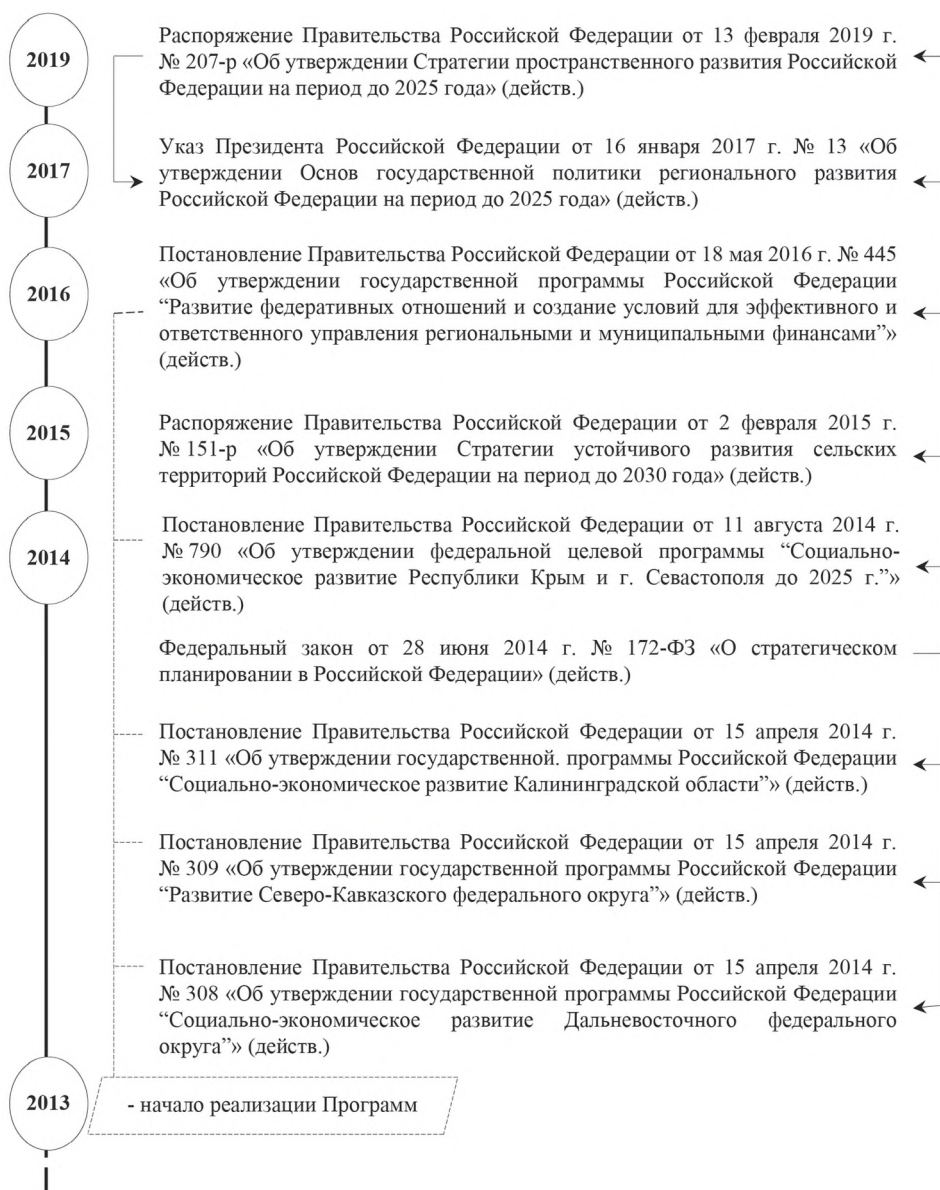 2019
Распоряжение Правительства Российской Федерации от 13 февраля 2019 г.
№ 207-р «Об утверждении Стратегии пространственного развития Российской
Федерации на период до 2025 года» (действ.)
2017
Указ Президента Российской Федерации от 16 января 2017 г. № 13 «Об
утверждении Основ государственной политики регионального развития
Российской Федерации на период до 2025 года» (действ.)
2016
Постановление Правительства Российской Федерации от 18 мая 2016 г. № 445
«Об утверждении государственной программы Российской Федерации
“Развитие федеративных отношений и создание условий для эффективного и
ответственного управления региональными и муниципальными финансами”»
(действ.)
2015
Распоряжение Правительства Российской Федерации от 2 февраля 2015 г.
№ 151-р «Об утверждении Стратегии устойчивого развития сельских
территорий Российской Федерации на период до 2030 года» (действ.)
2014
Постановление Правительства Российской Федерации от 11 августа 2014 г.
№ 790 «Об утверждении федеральной целевой программы “Социально-
экономическое развитие Республики Крым и г. Севастополя до 2025 г.”»
(действ.)
Федеральный закон от 28 июня 2014 г. № 172-ФЗ «О стратегическом
планировании в Российской Федерации» (действ.)
Постановление Правительства Российской Федерации от 15 апреля 2014 г.
№ 311 «Об утверждении государственной. программы Российской Федерации
“Социально-экономическое развитие Калининградской области”» (действ.)
Постановление Правительства Российской Федерации от 15 апреля 2014 г.
№ 309 «Об утверждении государственной программы Российской Федерации
“Развитие Северо-Кавказского федерального округа”» (действ.)
Постановление Правительства Российской Федерации от 15 апреля 2014 г.
№ 308 «Об утверждении государственной программы Российской Федерации
“Социально-экономическое развитие Дальневосточного федерального
округа”» (действ.)
2013
- начало реализации Программ